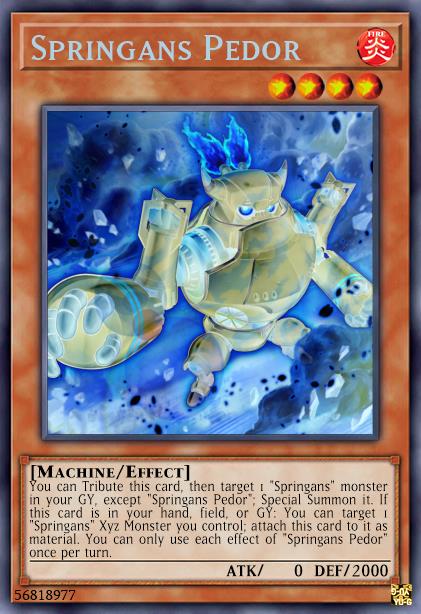 Springans Pedor
FIRE
炎
[Machine/Effect]
You can Tribute this card, then target 1 "Springans" monster
in your GY, except "Springans Pedor"; Special Summon it. If
this card is in your hand, field, or GY: You can target 1
"Springans" Xyz Monster you control; attach this card to it as
material. You can only use each effect of "Springans Pedor"
once per turn.
ATK/ 0 DEF/2000
56818977